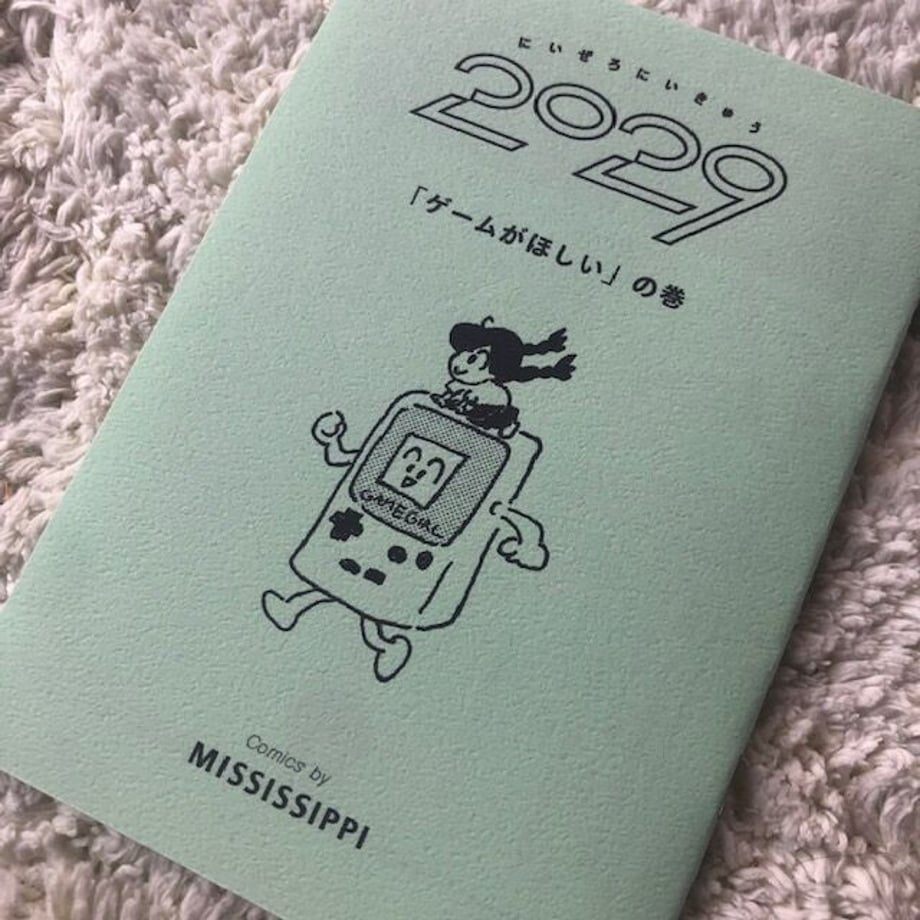 にいぜろにいきゅう
2029
「ゲームがほしい」の巻
GAMEGIRL
Comics by
MISSISSIPPI